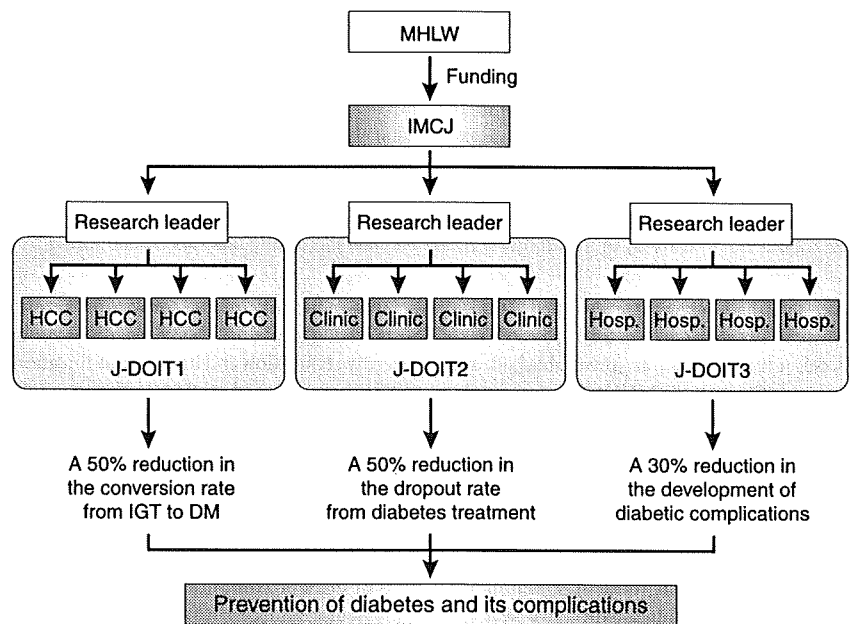 MHLW
Funding
IMCJ
Research leader
Research leader
Research leader
HCC HCC HCC HCC
Clinic Clinic Clinic Clinic
Hosp. Hosp. Hosp. Hosp.
J-DOIT1
J-DOIT2
J-DOIT3
A 50% reduction in
the conversion rate
from IGT to DM
A 50% reduction in
the dropout rate
from diabetes treatment
A 30% reduction in
the development of
diabetic complications
Prevention of diabetes and its complications